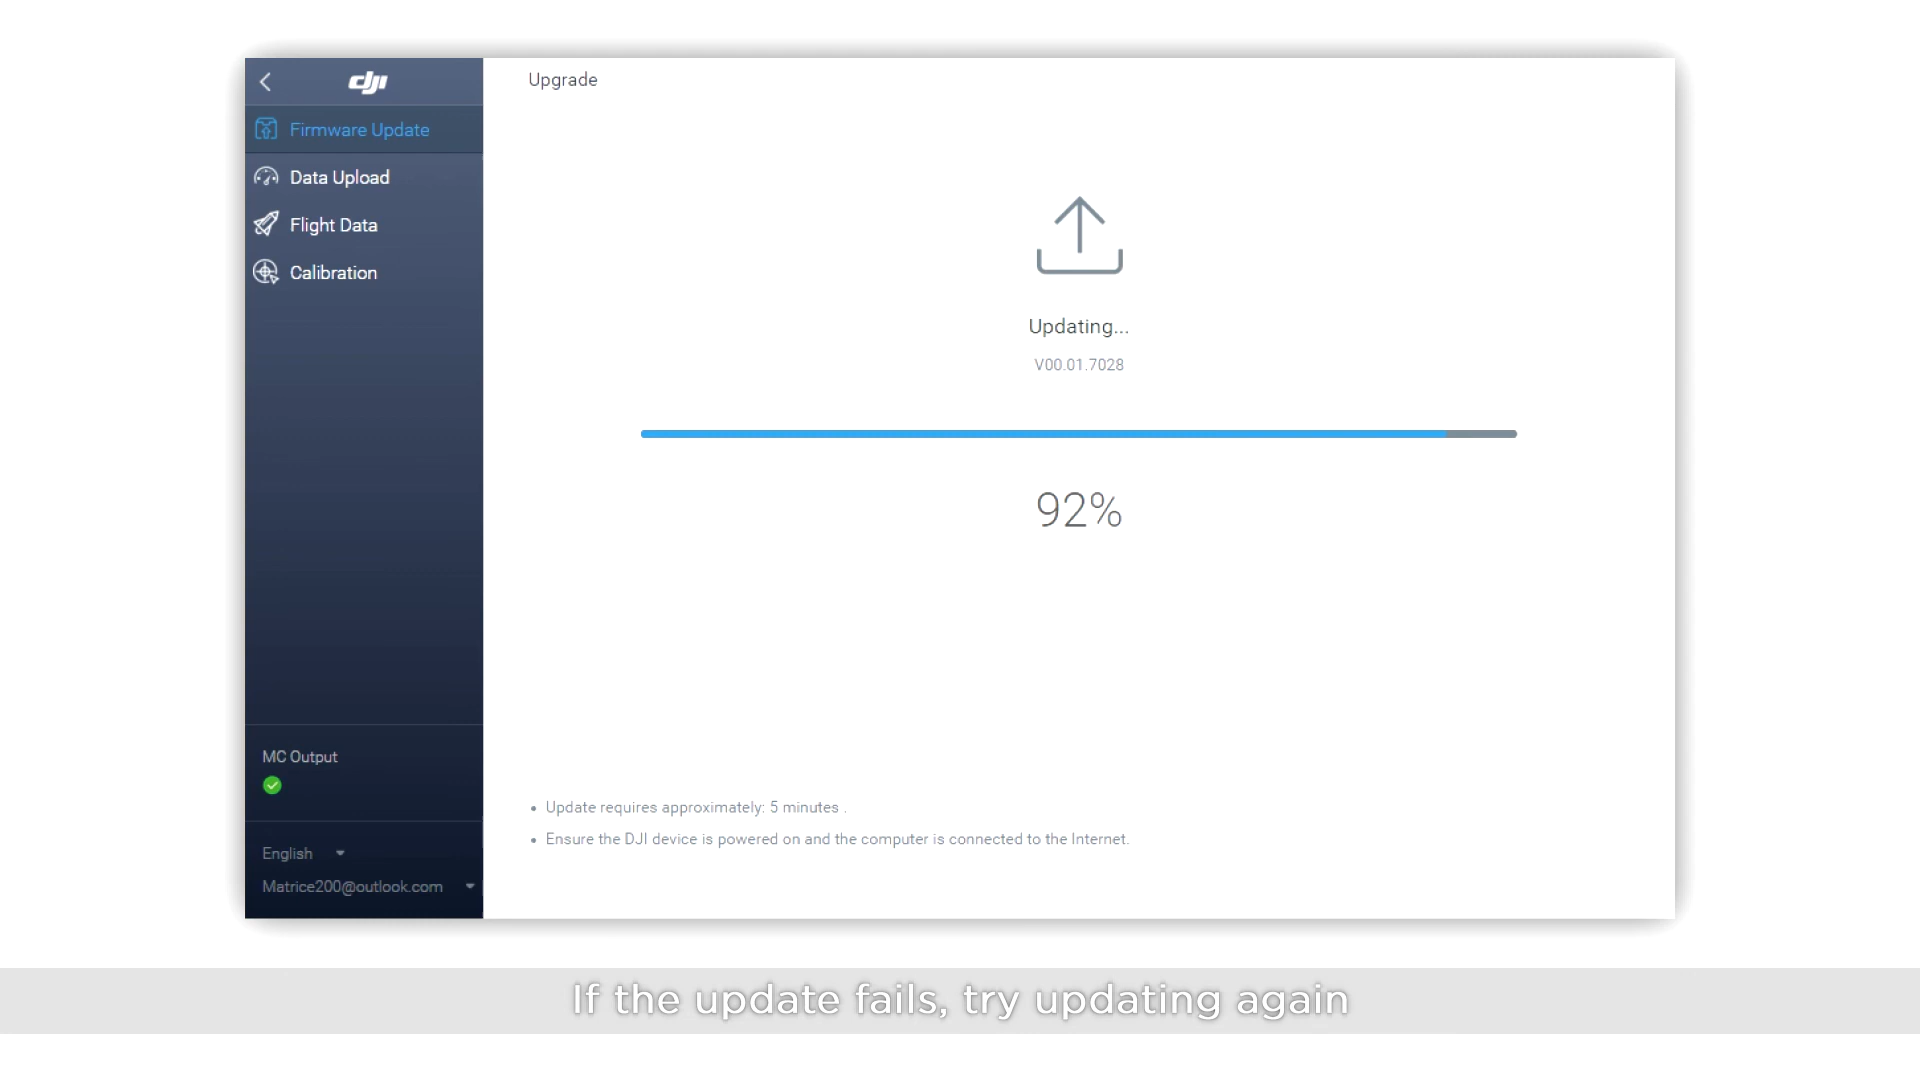 dji
Upgrade
Firmware Update
Data Upload
Flight Data
Calibration
Updating...
V00.01.7028
92%
MC Output
• Update requires approximately: 5 minutes .
• Ensure the DJI device is powered on and the computer is connected to the Internet.
English
Matrice200@outlook.com
If the update fails, try updating again